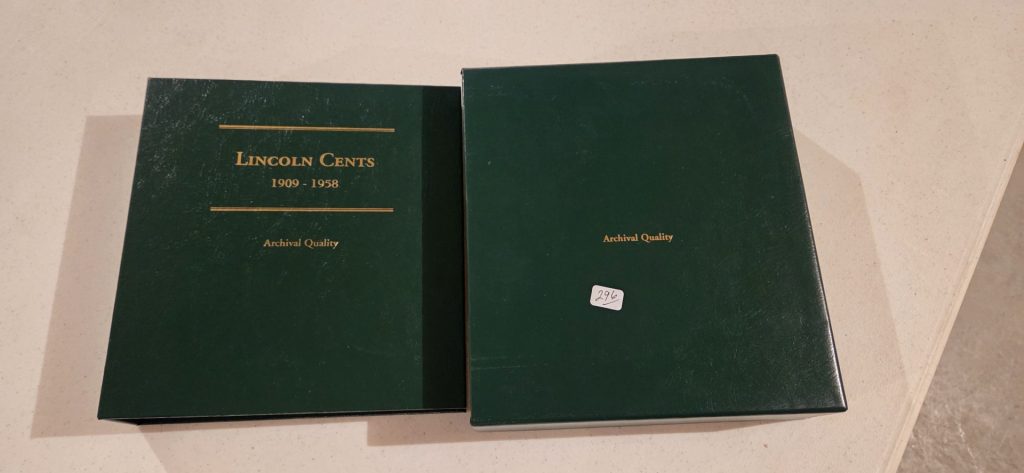 LINCOLN CENTS
1909 - 1958
Archival Quality
Archival Quality
296